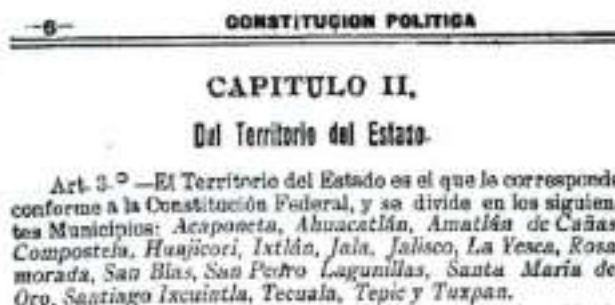 —6—
CONSTITUCION POLITICA
CAPITULO II.
Del Territorio del Estado.
Art. 3.º —El Territorio del Estado es el que le corresponde
conforme a la Constitución Federal, y se divide en los siguien
tes Municipios: Acaponeta, Ahuacatlán, Amatlán de Cañas
Compostela, Huajicori, Ixtlán, Jala, Jalisco, La Yesca, Rosa
morada, San Blas, San Pedro Lagunillas, Santa María de
Oro, Santiago Ixcuintla, Tecuala, Tepic y Tuxpan.